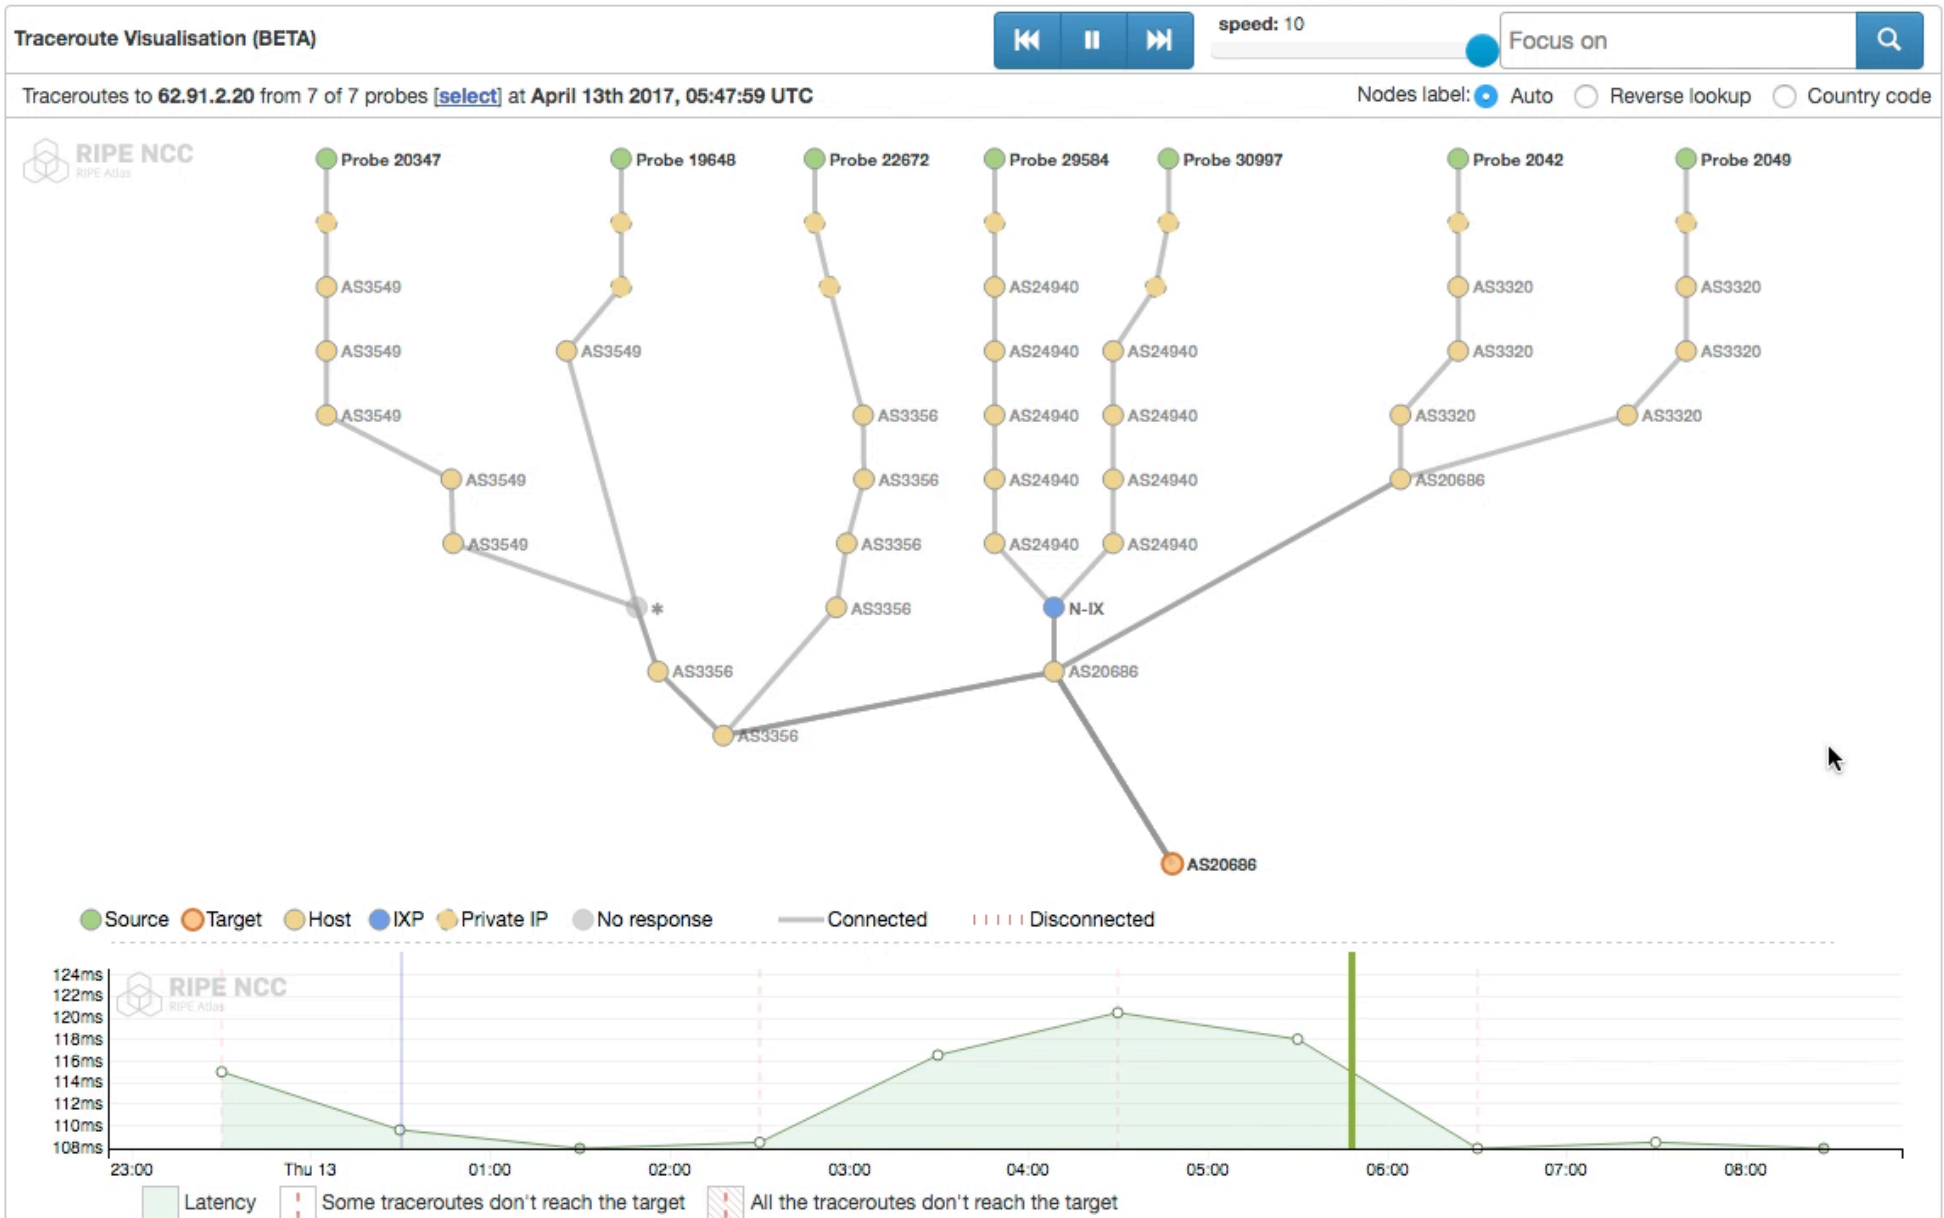 Traceroute Visualisation (BETA)
speed: 10
Focus on
Traceroutes to 62.91.2.20 from 7 of 7 probes [select] at April 13th 2017, 05:47:59 UTC
Nodes label: Auto Reverse lookup Country code
RIPE NCC
RIPE Atlas
Probe 20347 Probe 19648 Probe 22672 Probe 29584 Probe 30997 Probe 2042 Probe 2049
AS3549 AS24940 AS3320 AS3320
AS3549 AS3549 AS24940 AS24940 AS3320 AS3320
AS3549 AS3356 AS24940 AS24940 AS3320 AS3320
AS3549 AS3356 AS24940 AS24940 AS20686
AS3549 AS3356 AS24940 AS24940
* AS3356 N-IX
AS3356 AS20686
AS3356
AS20686
Source Target Host IXP Private IP No response Connected Disconnected
RIPE NCC
RIPE Atlas
124ms
122ms
120ms
118ms
116ms
114ms
112ms
110ms
108ms
23:00 Thu 13 01:00 02:00 03:00 04:00 05:00 06:00 07:00 08:00
Latency Some traceroutes don't reach the target All the traceroutes don't reach the target